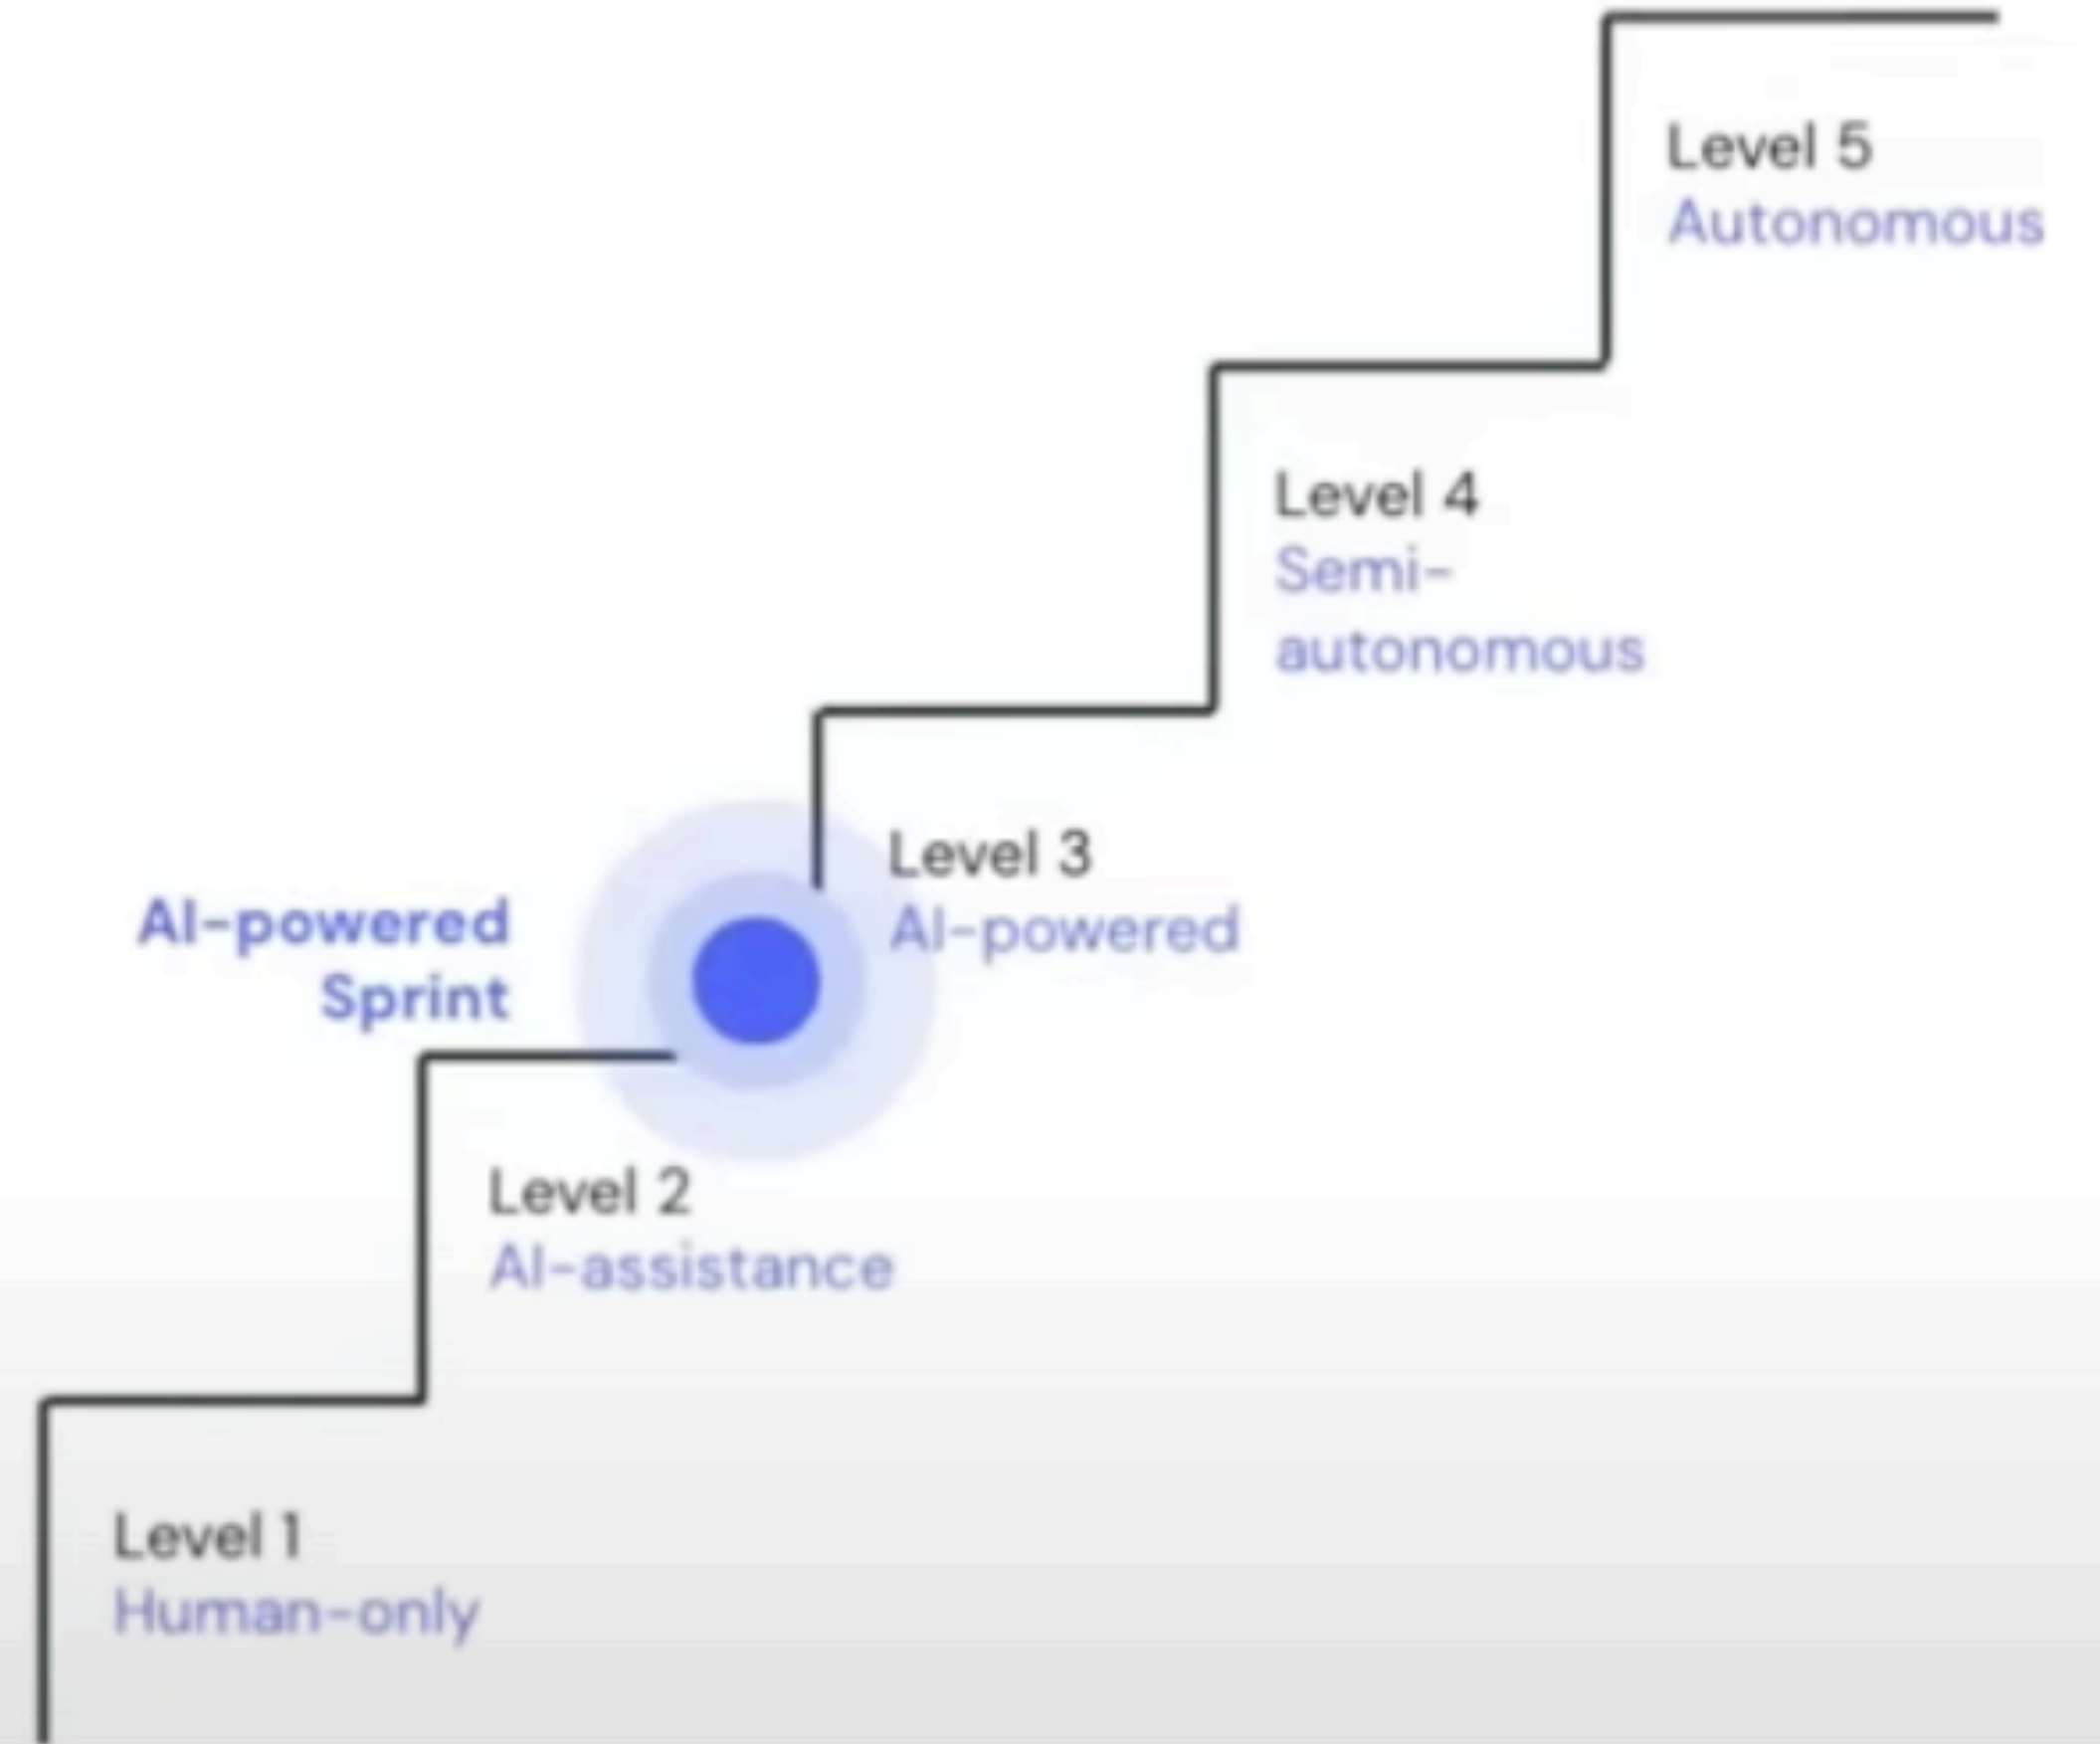 Level 5
Autonomous
Level 4
Semi-
autonomous
Level 3
AI-powered
AI-powered
Sprint
Level 2
AI-assistance
Level 1
Human-only